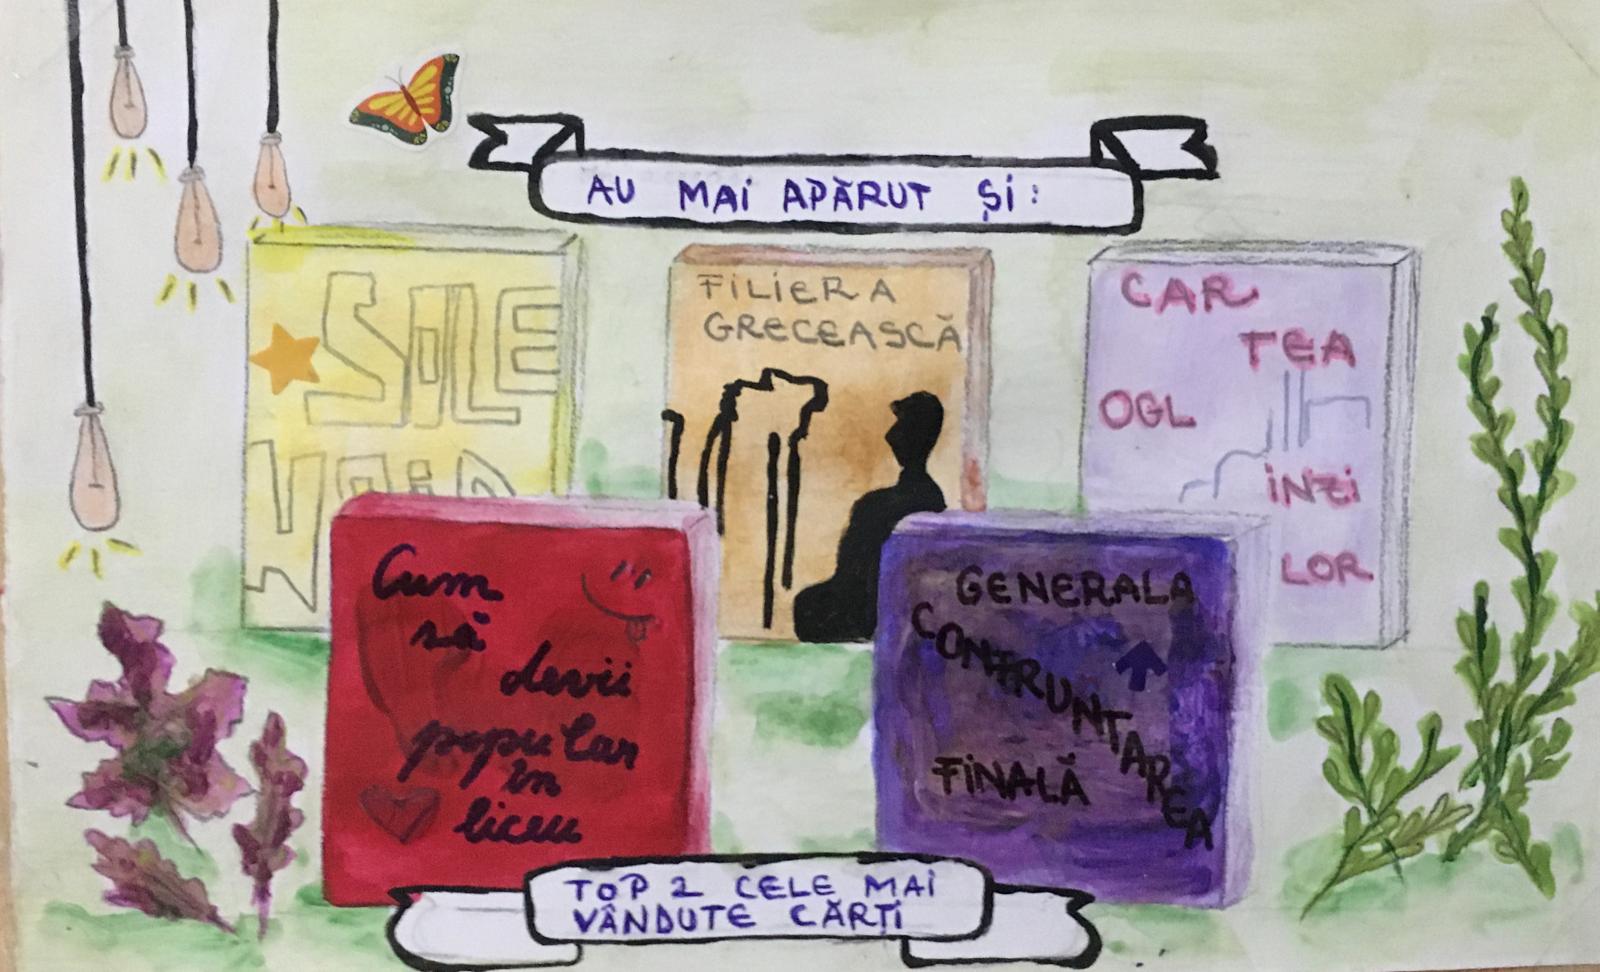 AU MAI APĂRUT ȘI:
SOLE
FILIERA
GRECEASCĂ
CAR
TEA
OGL
INZI
LOR
Cum
să
devii
popular
în
liceu
GENERALA
CONFRUNTAREA
FINALĂ
TOP 2 CELE MAI
VÂNDUTE CĂRȚI